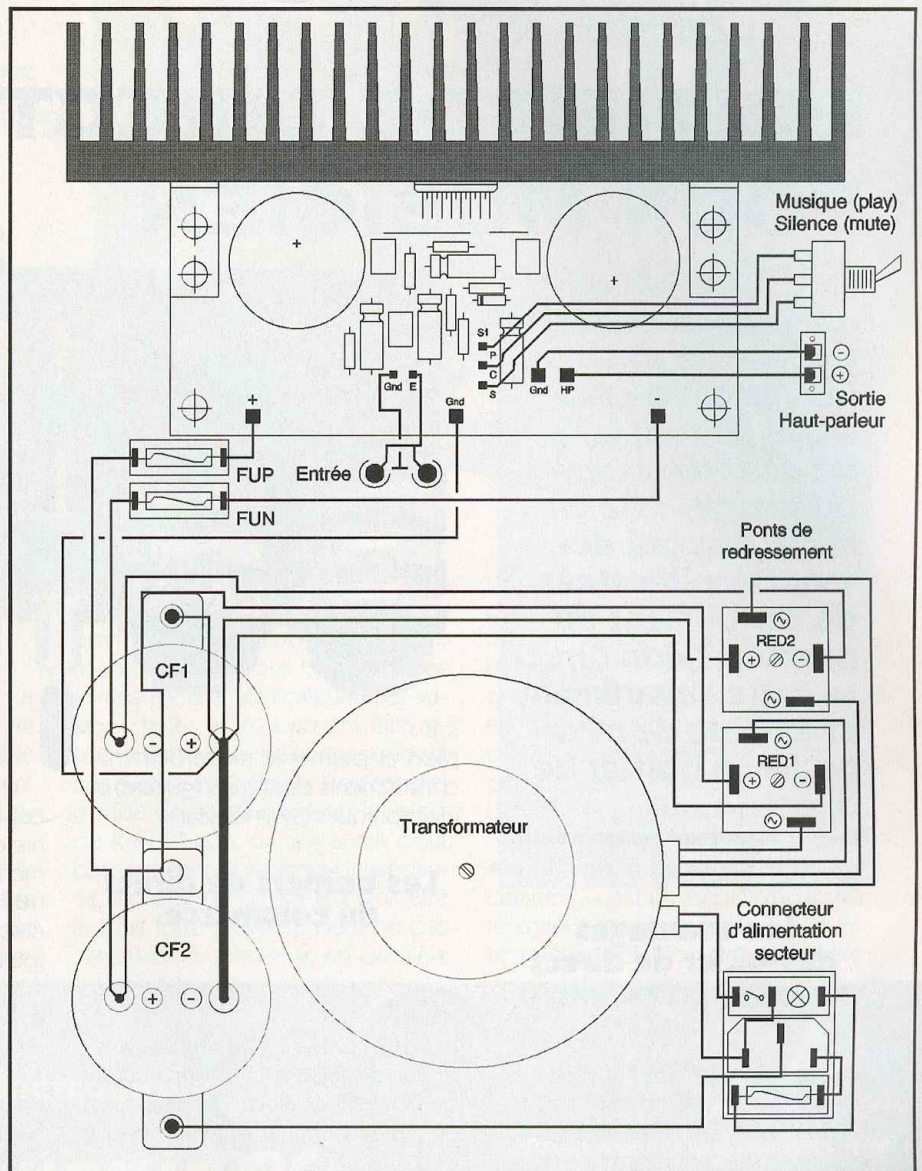 Musique (play)
Silence (mute)
S1
P
C
S
Gnd
E
Gnd
HP
+
Gnd
-
-
+
Sortie
Haut-parleur
FUP
Entrée
FUN
Ponts de
redressement
RED2
+
-
CF1
-
+
RED1
+
-
Transformateur
Connecteur
d'alimentation
secteur
CF2
+
-